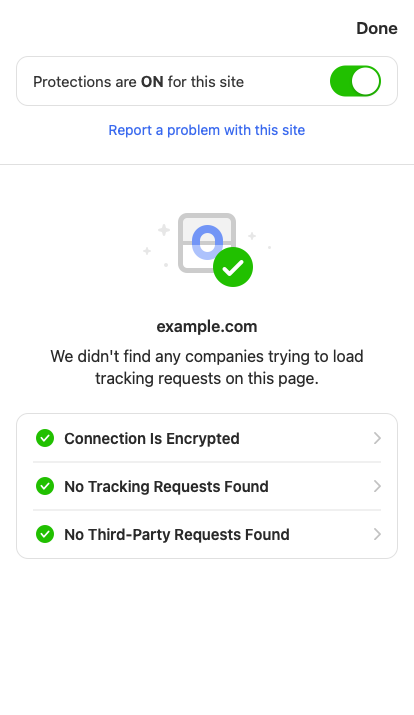 Done
Protections are ON for this site
Report a problem with this site
example.com
We didn't find any companies trying to load
tracking requests on this page.
Connection Is Encrypted
No Tracking Requests Found
No Third-Party Requests Found